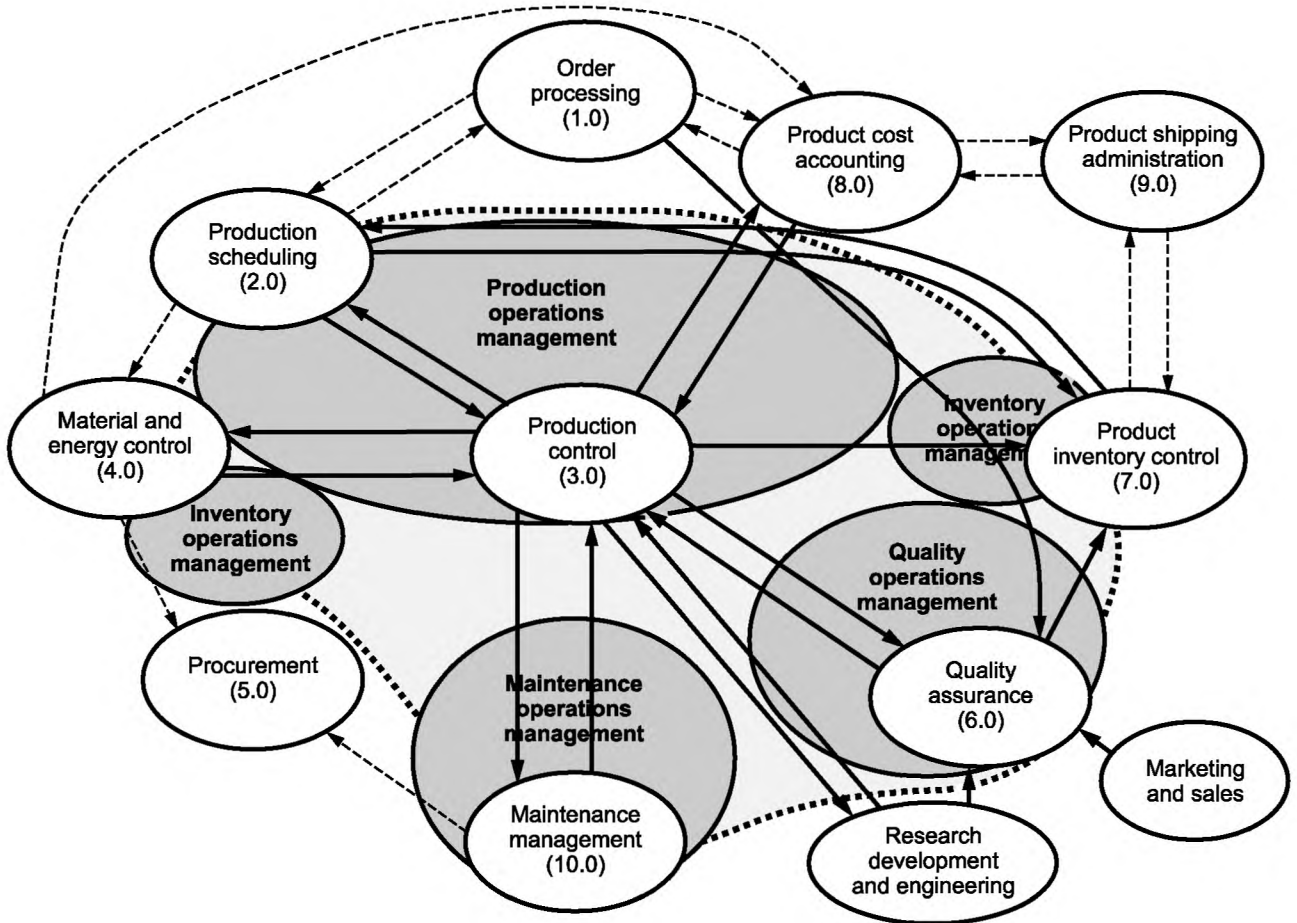 Order
processing
(1.0)
Product cost
accounting
(8.0)
Product shipping
administration
(9.0)
Production
scheduling
(2.0)
Production
operations
management
Material and
energy control
(4.0)
Production
control
(3.0)
Inventory
operation
managem
Product
inventory control
(7.0)
Inventory
operations
management
Quality
operations
management
Procurement
(5.0)
Maintenance
operations
management
Quality
assurance
(6.0)
Marketing
and sales
Maintenance
management
(10.0)
Research
development
and engineering